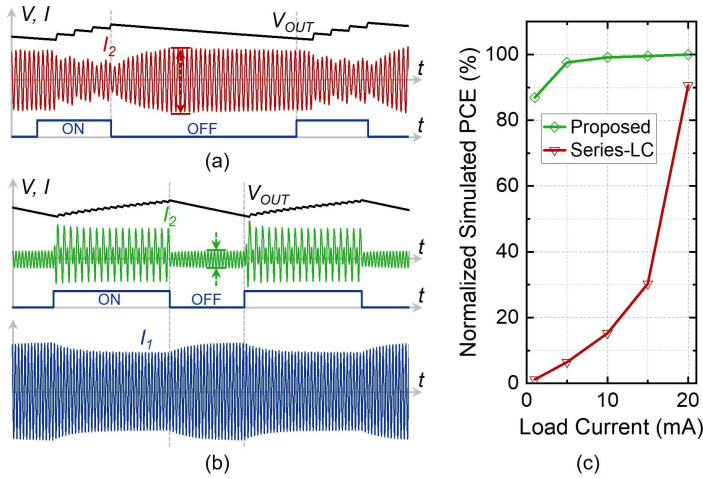 V, I
V_OUT
I_2
t
ON
OFF
t
(a)
V, I
V_OUT
I_2
t
ON
OFF
t
I_1
t
(b)
Normalized Simulated PCE (%)
100
80
60
40
20
0
Proposed
Series-LC
0
5
10
15
20
Load Current (mA)
(c)